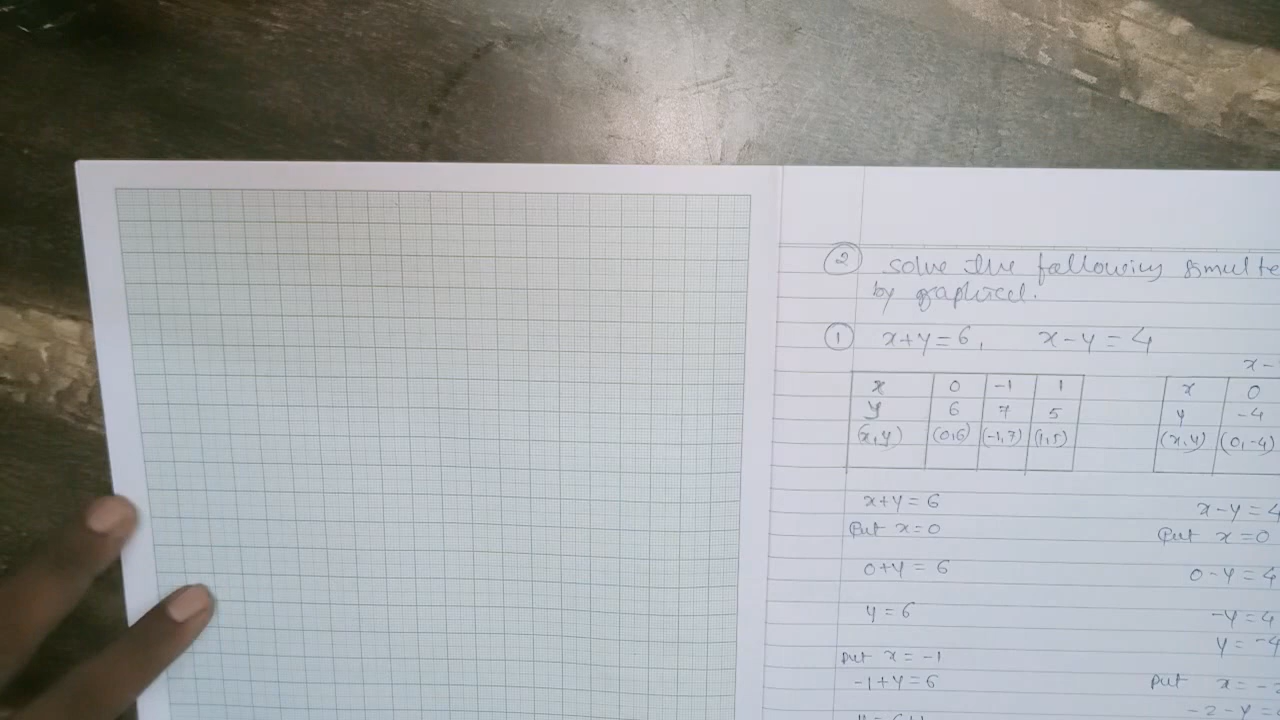 ② solve the following simulte
by graphical.
① x+y=6, x-y=4
x-
x 0 -1 1 x 0
y 6 7 5 y -4
(x,y) (0,6) (-1,7) (1,5) (x,y) (0,-4)
x+y=6 x-y=4
Put x=0 Put x=0
0+y=6 0-y=4
y=6 -y=4
y=-4
Put x=-1
-1+y=6 Put x=-
-2-y=